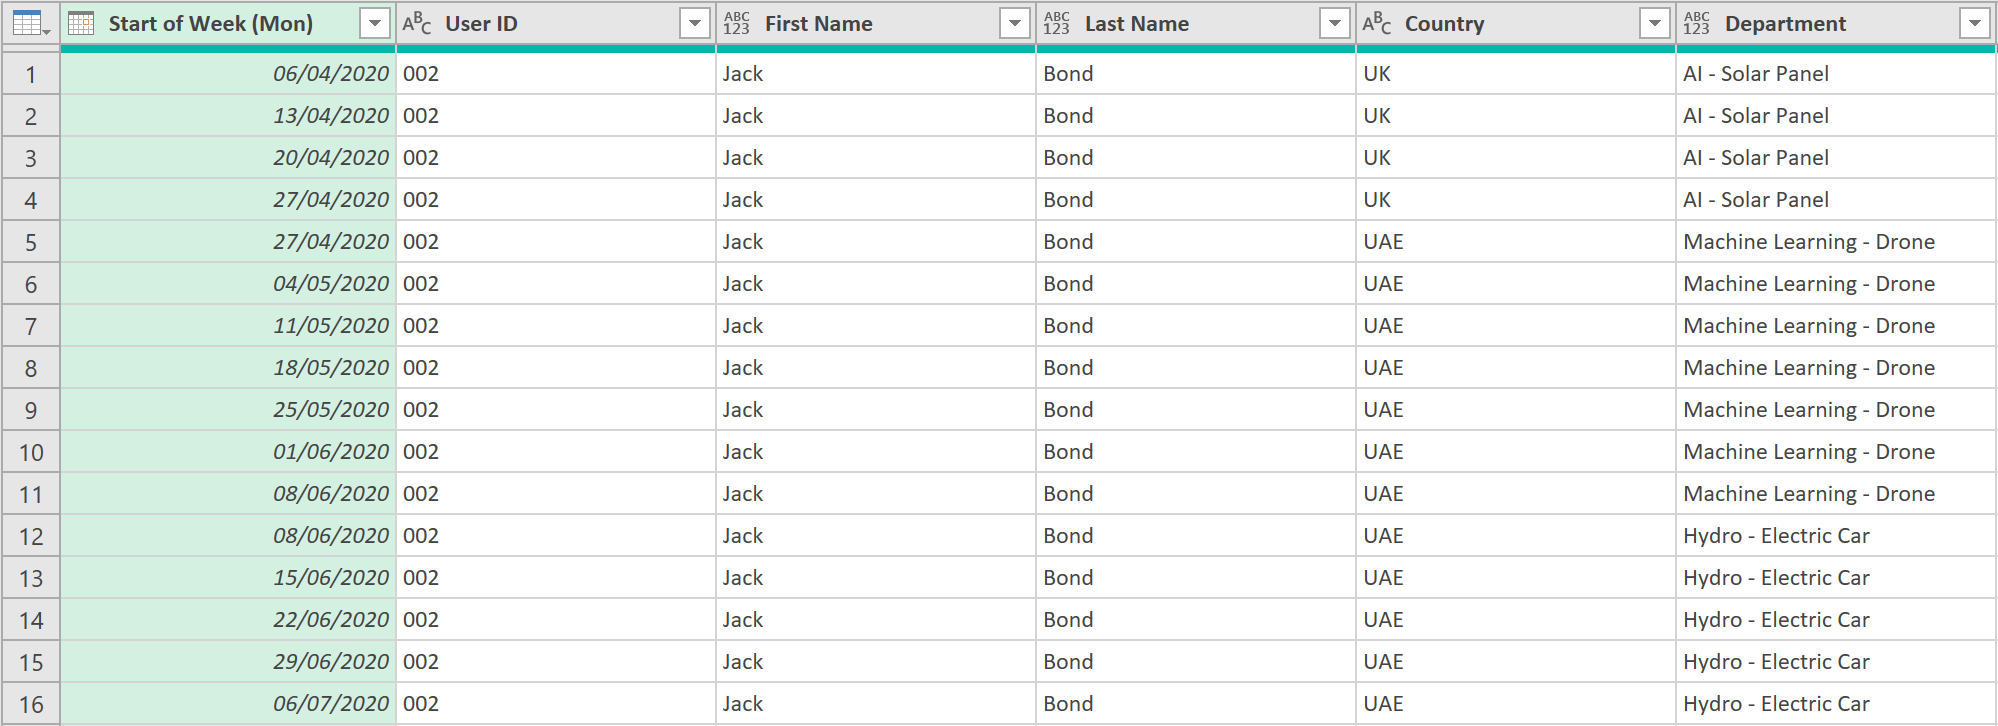 Start of Week (Mon) ABC User ID ABC 123 First Name ABC 123 Last Name ABC Country ABC 123 Department
1 06/04/2020 002 Jack Bond UK AI - Solar Panel
2 13/04/2020 002 Jack Bond UK AI - Solar Panel
3 20/04/2020 002 Jack Bond UK AI - Solar Panel
4 27/04/2020 002 Jack Bond UK AI - Solar Panel
5 27/04/2020 002 Jack Bond UAE Machine Learning - Drone
6 04/05/2020 002 Jack Bond UAE Machine Learning - Drone
7 11/05/2020 002 Jack Bond UAE Machine Learning - Drone
8 18/05/2020 002 Jack Bond UAE Machine Learning - Drone
9 25/05/2020 002 Jack Bond UAE Machine Learning - Drone
10 01/06/2020 002 Jack Bond UAE Machine Learning - Drone
11 08/06/2020 002 Jack Bond UAE Machine Learning - Drone
12 08/06/2020 002 Jack Bond UAE Hydro - Electric Car
13 15/06/2020 002 Jack Bond UAE Hydro - Electric Car
14 22/06/2020 002 Jack Bond UAE Hydro - Electric Car
15 29/06/2020 002 Jack Bond UAE Hydro - Electric Car
16 06/07/2020 002 Jack Bond UAE Hydro - Electric Car